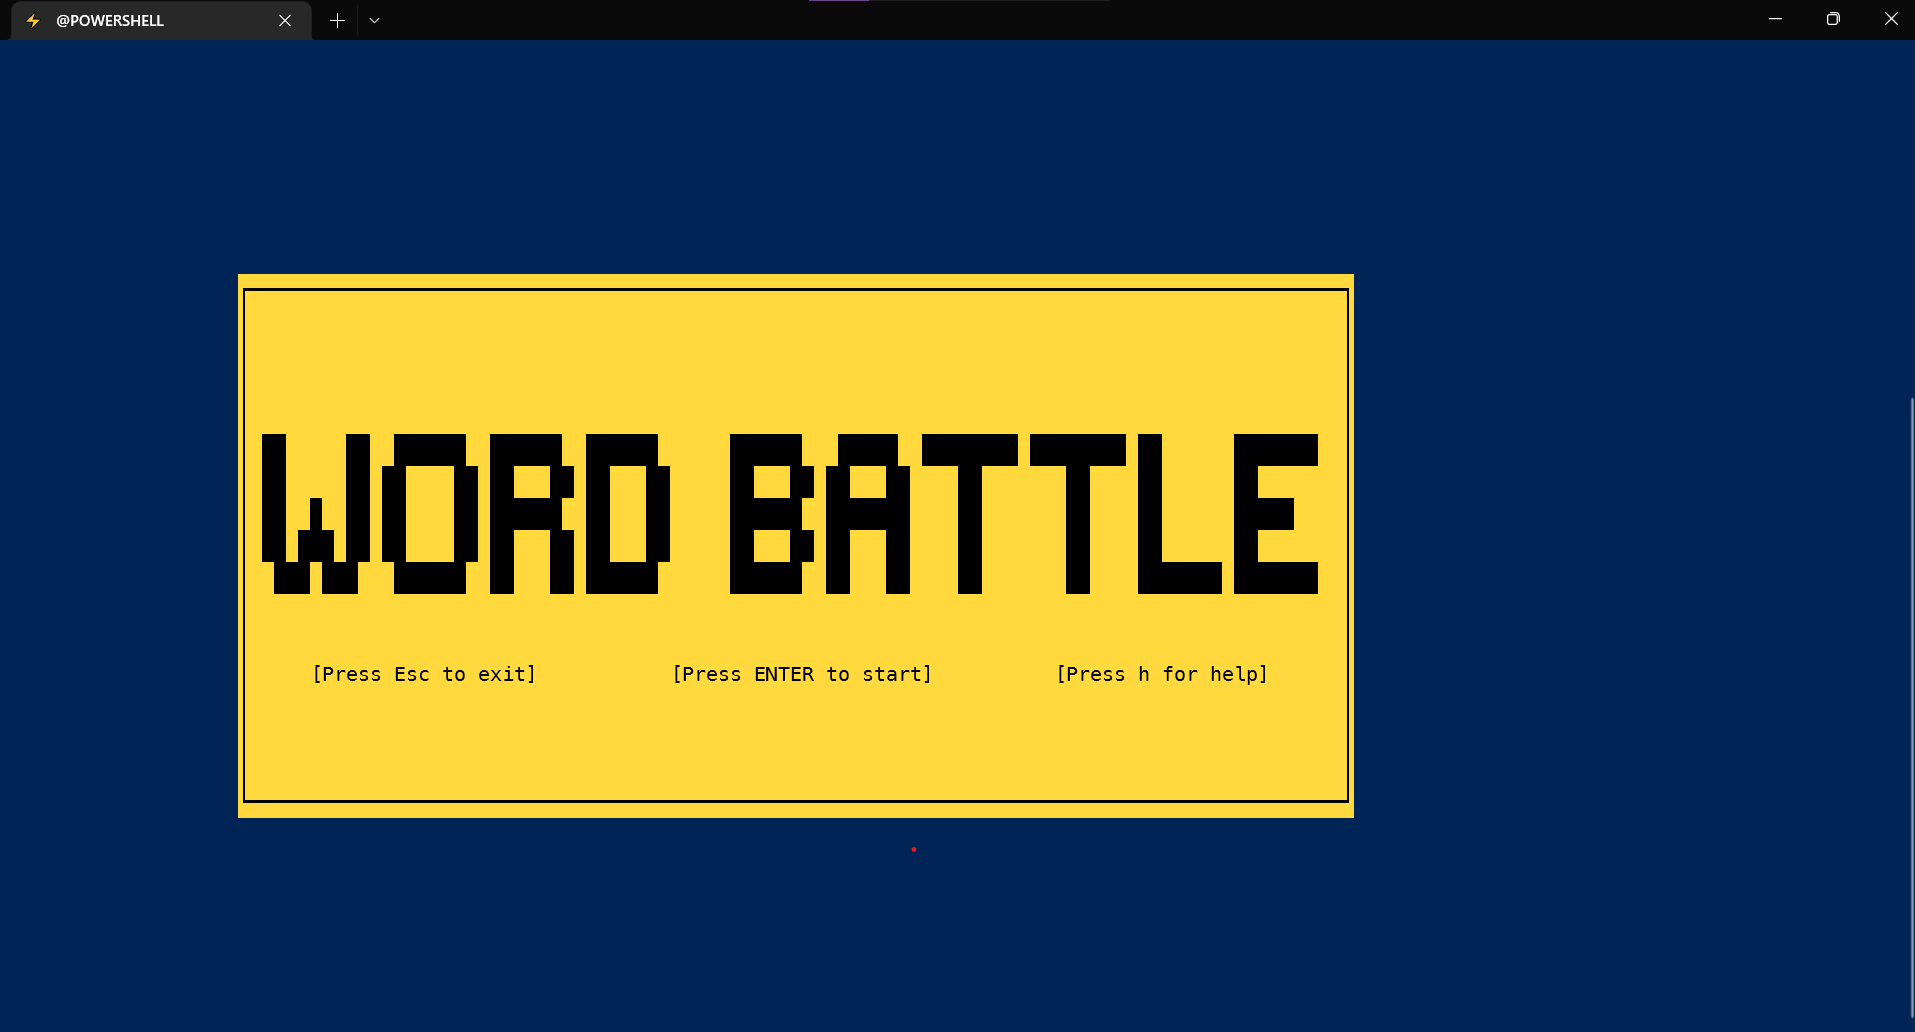 @POWERSHELL
WORD BATTLE
[Press Esc to exit] [Press ENTER to start] [Press h for help]